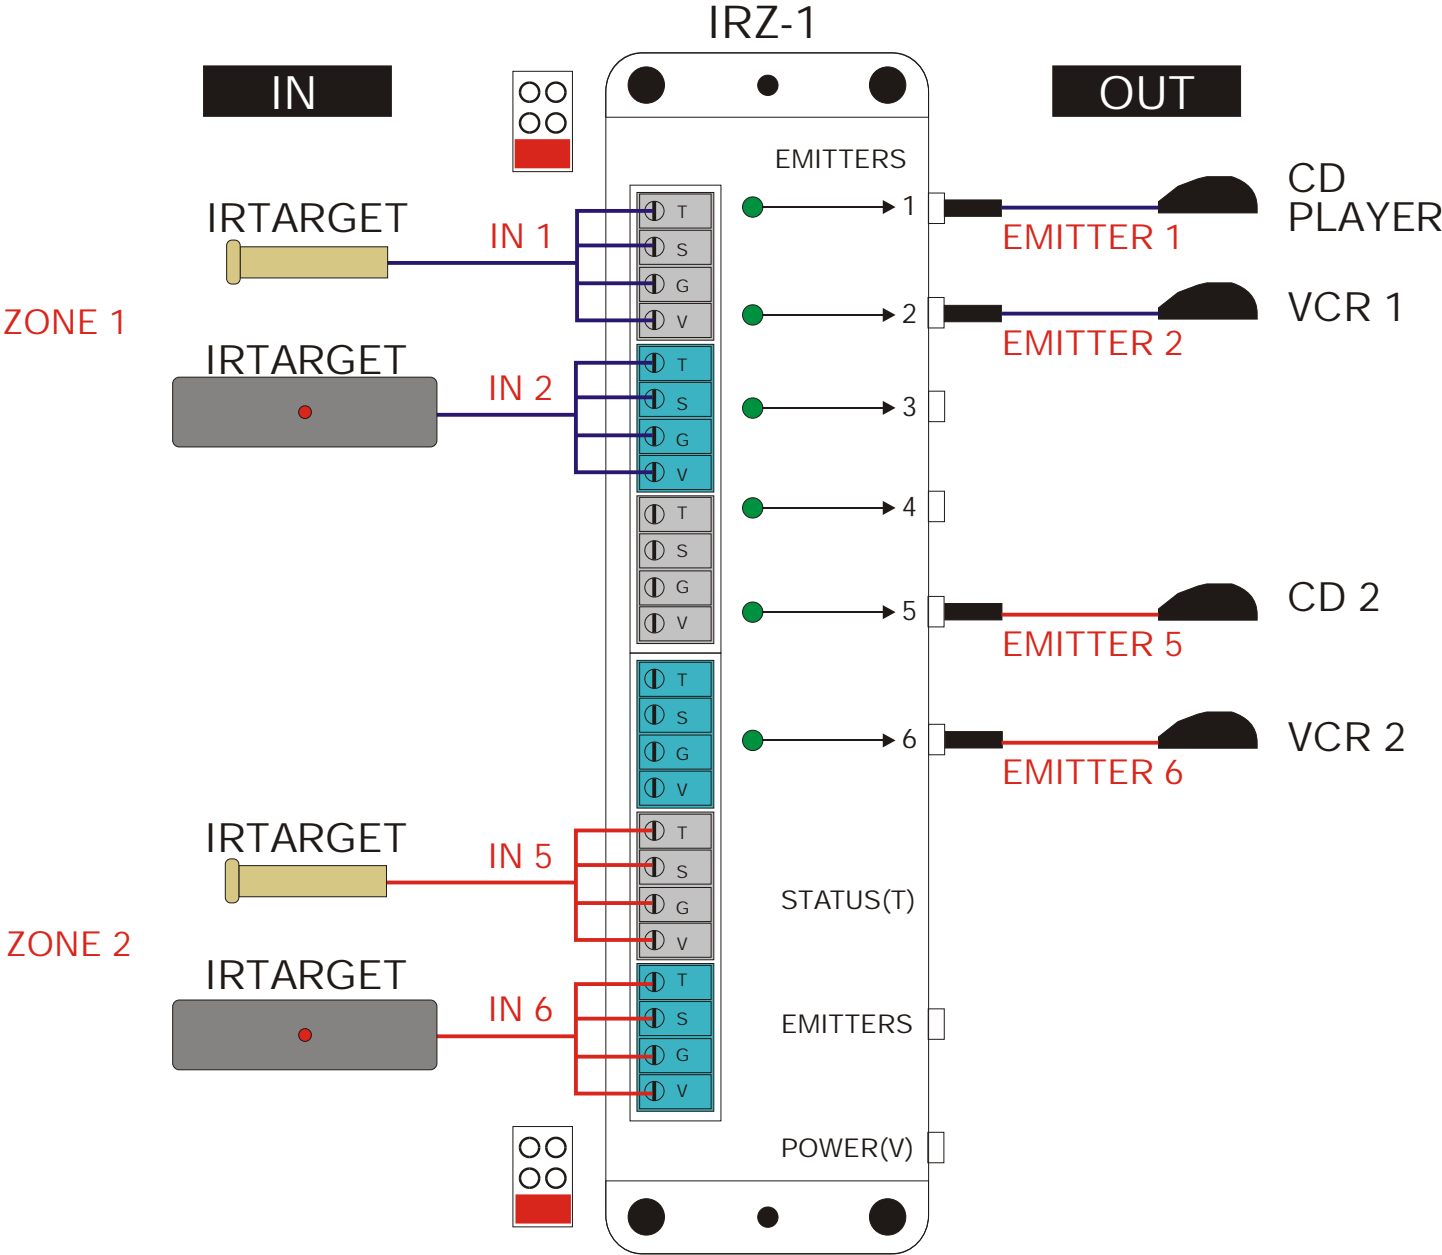 IRZ-1
IN
OUT
EMITTERS
IRTARGET
IN 1
T
S
G
V
1
EMITTER 1
CD
PLAYER
ZONE 1
2
EMITTER 2
VCR 1
IRTARGET
IN 2
T
S
G
V
3
T
S
G
V
4
5
EMITTER 5
CD 2
T
S
G
V
6
EMITTER 6
VCR 2
IRTARGET
IN 5
T
S
G
V
STATUS(T)
ZONE 2
IRTARGET
IN 6
T
S
G
V
EMITTERS
POWER(V)